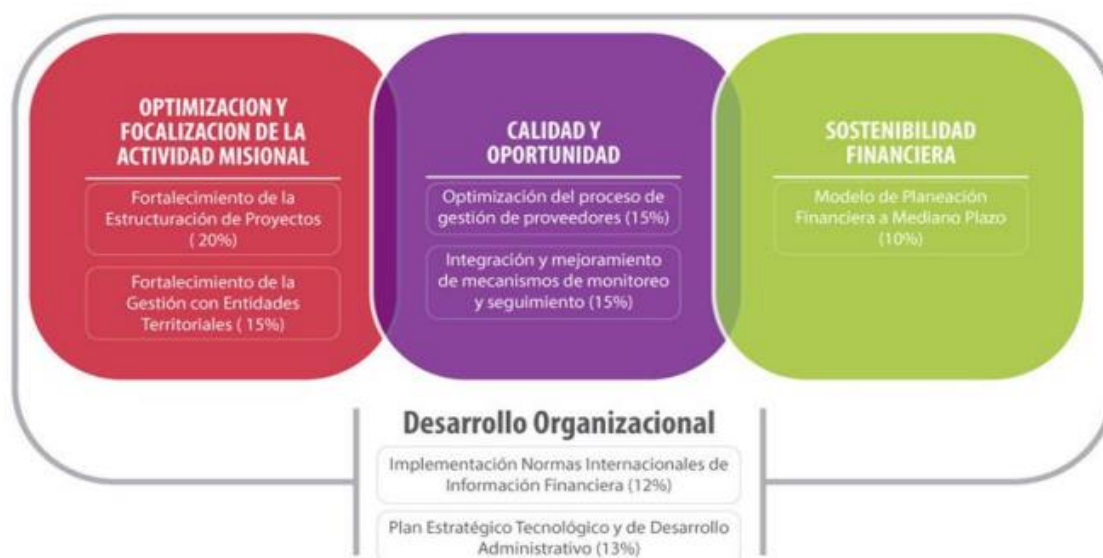 OPTIMIZACION Y
FOCALIZACION DE LA
ACTIVIDAD MISIONAL
Fortalecimiento de la
Estructuración de Proyectos
( 20%)
Fortalecimiento de la
Gestión con Entidades
Territoriales ( 15%)
CALIDAD Y
OPORTUNIDAD
Optimización del proceso de
gestión de proveedores (15%)
Integración y mejoramiento
de mecanismos de monitoreo
y seguimiento (15%)
SOSTENIBILIDAD
FINANCIERA
Modelo de Planeación
Financiera a Mediano Plazo
(10%)
Desarrollo Organizacional
Implementación Normas Internacionales de
Información Financiera (12%)
Plan Estratégico Tecnológico y de Desarrollo
Administrativo (13%)